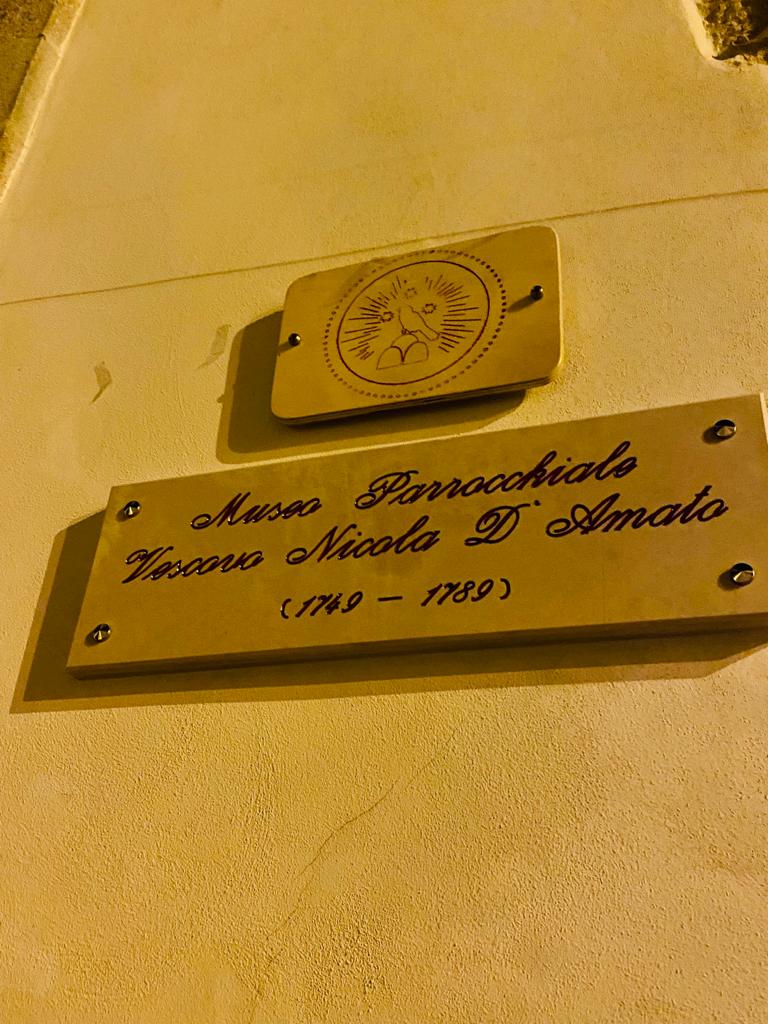 Museo Parrocchiale
Vescovo Nicola D'Amato
(1749 - 1789)